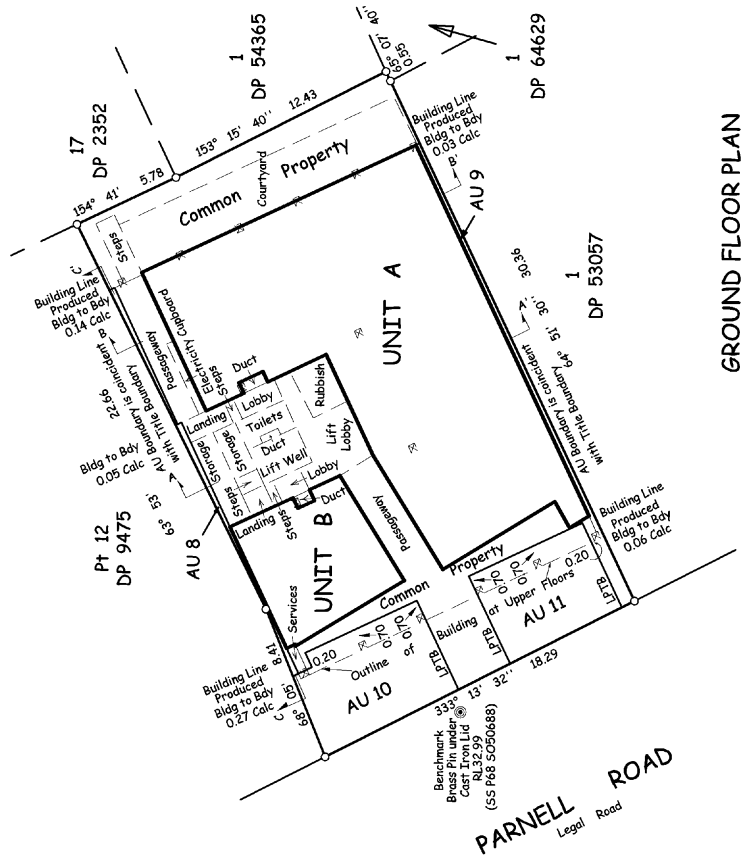 17
DP 2352
1
DP 54365
1
DP 64629
65° 07' 40''
0.55
154° 41'
5.78
153° 15' 40''
12.43
Common Property
Courtyard
Steps
Building Line
Produced
Bldg to Bdy
0.03 Calc
B'
AU 9
C'
Building Line
Produced
Bldg to Bdy
0.14 Calc
B
Passageway
Electricity Cupboard
22.66
AU Boundary is coincident
with Title Boundary
Bldg to Bdy
0.05 Calc
A
63° 53'
UNIT A
Steps
Duct
Landing
Lobby
Storage
Storage
Toilets
Rubbish
Duct
Lift
Lobby
Lift Well
Steps
Lobby
Landing
Steps
Duct
Passageway
30.36
1
DP 53057
A'
64° 51' 30''
AU Boundary is coincident
with Title Boundary
Pt 12
DP 9475
AU 8
UNIT B
Services
Common Property
Building Line
Produced
Bldg to Bdy
0.06 Calc
8.41
68° 05'
Building Line
Produced
Bldg to Bdy
0.27 Calc
C
0.20
Outline of Building at Upper Floors
0.70
0.70
0.70
0.70
0.20
AU 10
LPTB
LPTB
AU 11
LPTB
333° 13' 32''
18.29
Benchmark
Brass Pin under
Cast Iron Lid
RL32.99
(SS P68 SO50688)
PARNELL ROAD
Legal Road
GROUND FLOOR PLAN